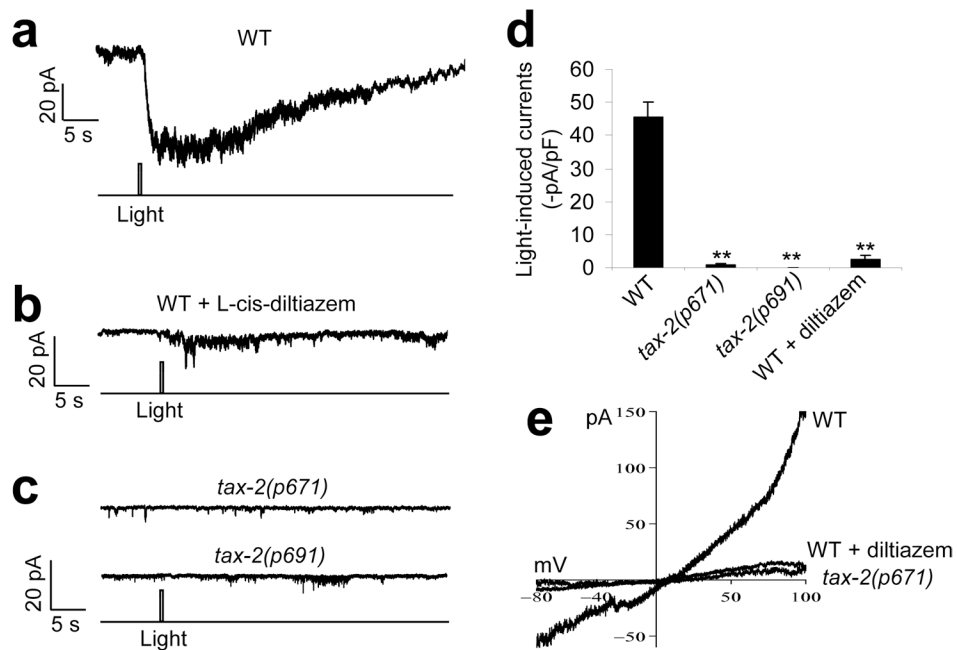 a
WT
20 pA
5 s
Light
b
WT + L-cis-diltiazem
20 pA
5 s
Light
c
tax-2(p671)
tax-2(p691)
20 pA
5 s
Light
d
Light-induced currents
(-pA/pF)
60
50
40
30
20
10
0
**
**
**
WT
tax-2(p671)
tax-2(p691)
WT + diltiazem
e
pA
150
WT
100
50
WT + diltiazem
tax-2(p671)
mV
−80
−40
50
100
−50